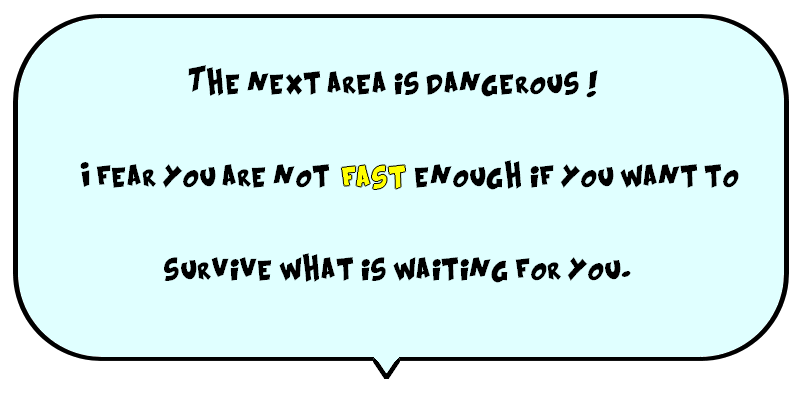 The next area is dangerous !
i fear you are not fast enough if you want to
survive what is waiting for you.